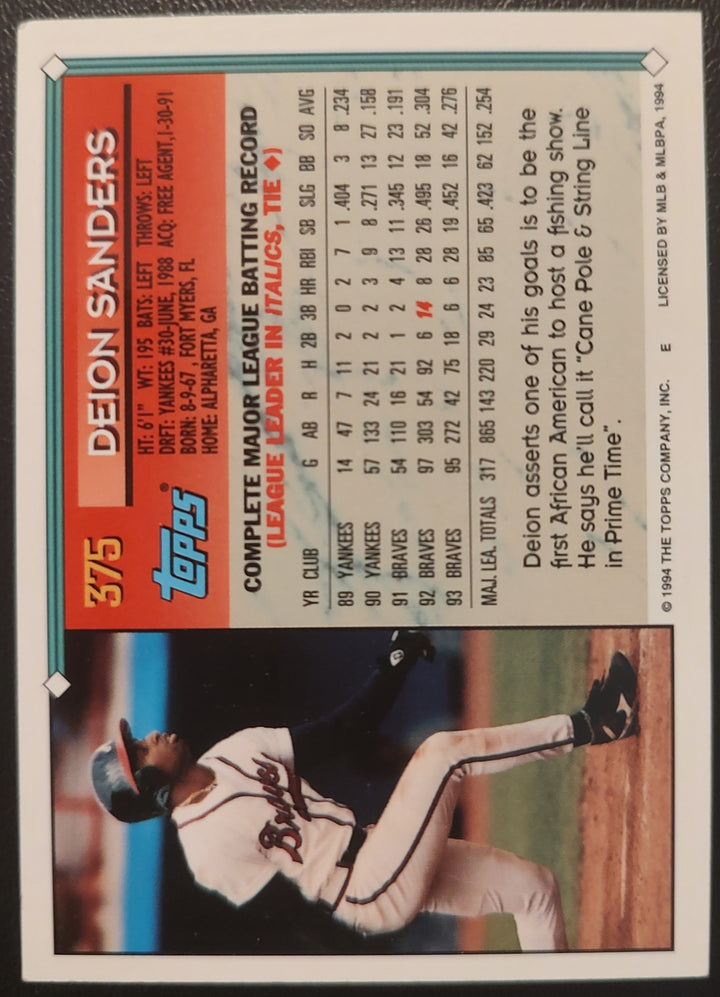 375 DEION SANDERS
TOPPS®
HT: 6'1" WT: 195 BATS: LEFT THROWS: LEFT
DRFT: YANKEES #30-JUNE, 1988 ACQ: FREE AGENT,1-30-91
BORN: 8-9-67, FORT MYERS, FL
HOME: ALPHARETTA, GA
COMPLETE MAJOR LEAGUE BATTING RECORD
(LEAGUE LEADER IN ITALICS, TIE ♦)
YR CLUB G AB R H 2B 3B HR RBI SB SLG BB SO AVG
89 YANKEES 14 47 7 11 2 0 2 7 1 .404 3 8 .234
90 YANKEES 57 133 24 21 2 2 3 9 8 .271 13 27 .158
91 BRAVES 54 110 16 21 1 2 4 13 11 .345 12 23 .191
92 BRAVES 97 303 54 92 6 14 8 28 26 .495 18 52 .304
93 BRAVES 95 272 42 75 18 6 6 28 19 .452 16 42 .276
MAJ. LEA. TOTALS 317 865 143 220 29 24 23 85 65 .423 62 152 .254
Deion asserts one of his goals is to be the
first African American to host a fishing show.
He says he'll call it "Cane Pole & String Line
in Prime Time".
© 1994 THE TOPPS COMPANY, INC. E LICENSED BY MLB & MLBPA, 1994
Braves